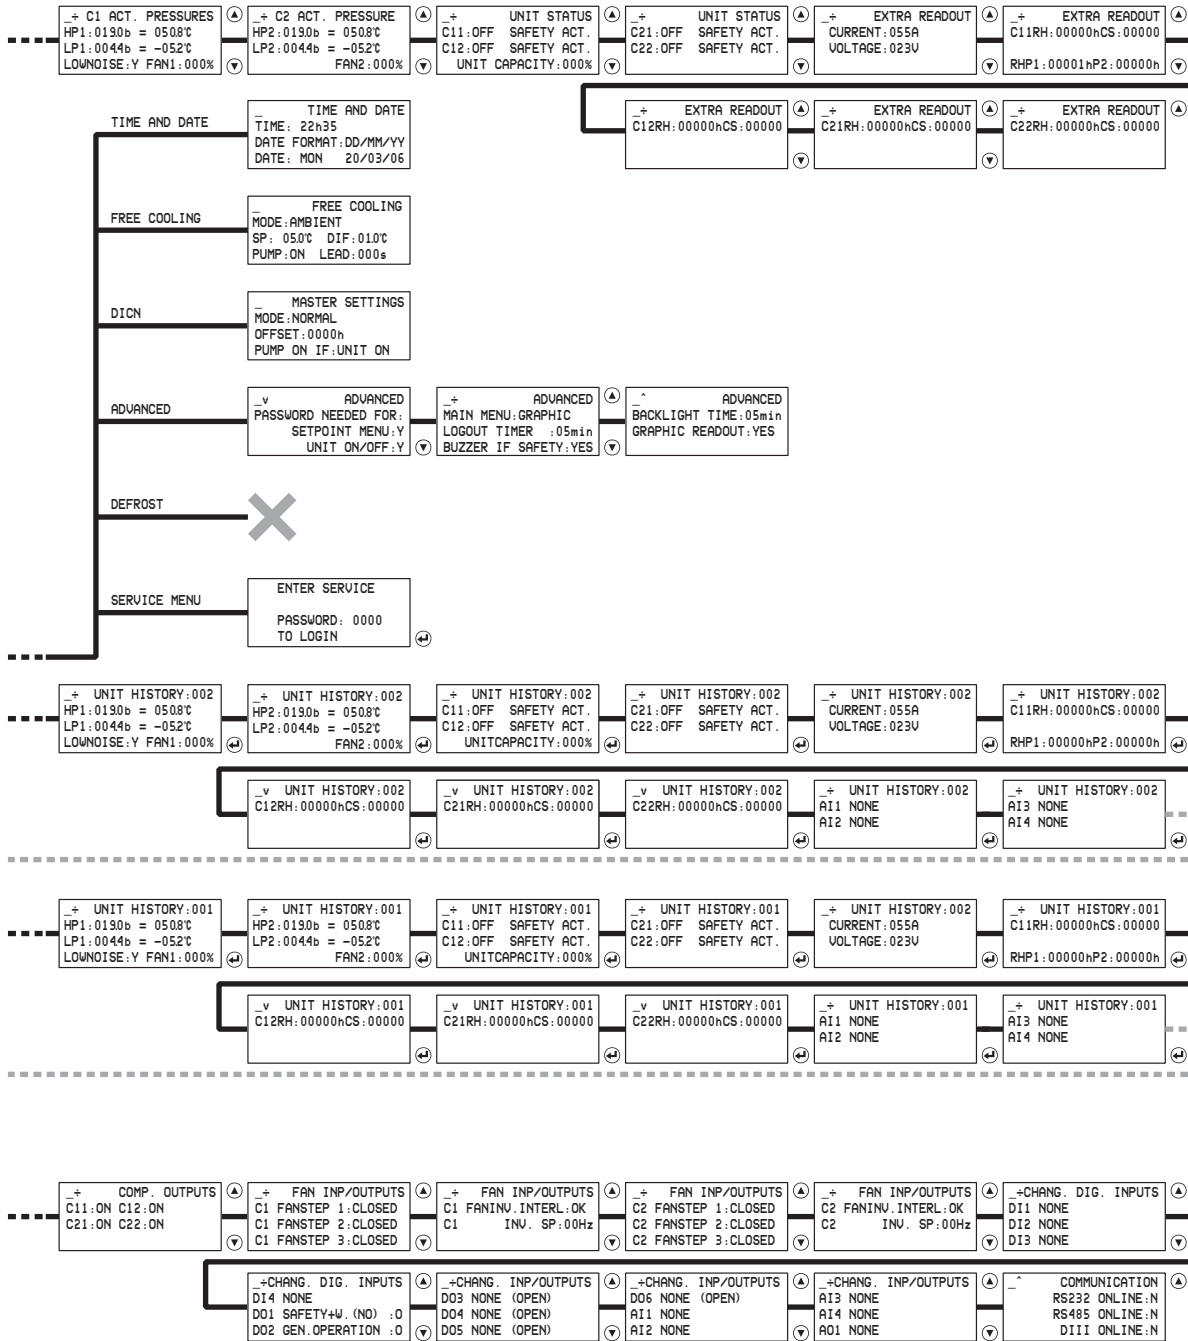 _÷ C1 ACT. PRESSURES
HP1:019.0b = 050.8°C
LP1:004.4b = -05.2°C
LOWNOISE:Y FAN1:000%
_÷ C2 ACT. PRESSURE
HP2:019.0b = 050.8°C
LP2:004.4b = -05.2°C
FAN2:000%
_÷ UNIT STATUS
C11:OFF SAFETY ACT.
C12:OFF SAFETY ACT.
UNIT CAPACITY:000%
_÷ UNIT STATUS
C21:OFF SAFETY ACT.
C22:OFF SAFETY ACT.
_÷ EXTRA READOUT
CURRENT:055A
VOLTAGE:023V
_÷ EXTRA READOUT
C11RH:00000hCS:00000
RHP1:00001hP2:00000h
_÷ EXTRA READOUT
C12RH:00000hCS:00000
_÷ EXTRA READOUT
C21RH:00000hCS:00000
_÷ EXTRA READOUT
C22RH:00000hCS:00000
TIME AND DATE
_ TIME AND DATE
TIME: 22h35
DATE FORMAT:DD/MM/YY
DATE: MON 20/03/06
FREE COOLING
_ FREE COOLING
MODE:AMBIENT
SP: 05.0°C DIF:01.0°C
PUMP:ON LEAD:000s
DICN
_ MASTER SETTINGS
MODE:NORMAL
OFFSET:0000h
PUMP ON IF:UNIT ON
ADVANCED
_v ADVANCED
PASSWORD NEEDED FOR:
SETPOINT MENU:Y
UNIT ON/OFF:Y
_÷ ADVANCED
MAIN MENU:GRAPHIC
LOGOUT TIMER :05min
BUZZER IF SAFETY:YES
_^ ADVANCED
BACKLIGHT TIME:05min
GRAPHIC READOUT:YES
DEFROST
SERVICE MENU
ENTER SERVICE
PASSWORD: 0000
TO LOGIN
_÷ UNIT HISTORY:002
HP1:019.0b = 050.8°C
LP1:004.4b = -05.2°C
LOWNOISE:Y FAN1:000%
_÷ UNIT HISTORY:002
HP2:019.0b = 050.8°C
LP2:004.4b = -05.2°C
FAN2:000%
_÷ UNIT HISTORY:002
C11:OFF SAFETY ACT.
C12:OFF SAFETY ACT.
UNITCAPACITY:000%
_÷ UNIT HISTORY:002
C21:OFF SAFETY ACT.
C22:OFF SAFETY ACT.
_÷ UNIT HISTORY:002
CURRENT:055A
VOLTAGE:023V
_÷ UNIT HISTORY:002
C11RH:00000hCS:00000
RHP1:00000hP2:00000h
_v UNIT HISTORY:002
C12RH:00000hCS:00000
_v UNIT HISTORY:002
C21RH:00000hCS:00000
_v UNIT HISTORY:002
C22RH:00000hCS:00000
_÷ UNIT HISTORY:002
AI1 NONE
AI2 NONE
_÷ UNIT HISTORY:002
AI3 NONE
AI4 NONE
_÷ UNIT HISTORY:001
HP1:019.0b = 050.8°C
LP1:004.4b = -05.2°C
LOWNOISE:Y FAN1:000%
_÷ UNIT HISTORY:001
HP2:019.0b = 050.8°C
LP2:004.4b = -05.2°C
FAN2:000%
_÷ UNIT HISTORY:001
C11:OFF SAFETY ACT.
C12:OFF SAFETY ACT.
UNITCAPACITY:000%
_÷ UNIT HISTORY:001
C21:OFF SAFETY ACT.
C22:OFF SAFETY ACT.
_÷ UNIT HISTORY:002
CURRENT:055A
VOLTAGE:023V
_÷ UNIT HISTORY:001
C11RH:00000hCS:00000
RHP1:00000hP2:00000h
_v UNIT HISTORY:001
C12RH:00000hCS:00000
_v UNIT HISTORY:001
C21RH:00000hCS:00000
_v UNIT HISTORY:001
C22RH:00000hCS:00000
_÷ UNIT HISTORY:001
AI1 NONE
AI2 NONE
_÷ UNIT HISTORY:001
AI3 NONE
AI4 NONE
_÷ COMP. OUTPUTS
C11:ON C12:ON
C21:ON C22:ON
_÷ FAN INP/OUTPUTS
C1 FANSTEP 1:CLOSED
C1 FANSTEP 2:CLOSED
C1 FANSTEP 3:CLOSED
_÷ FAN INP/OUTPUTS
C1 FANINV.INTERL:OK
C1 INV. SP:00Hz
_÷ FAN INP/OUTPUTS
C2 FANSTEP 1:CLOSED
C2 FANSTEP 2:CLOSED
C2 FANSTEP 3:CLOSED
_÷ FAN INP/OUTPUTS
C2 FANINV.INTERL:OK
C2 INV. SP:00Hz
_÷CHANG. DIG. INPUTS
DI1 NONE
DI2 NONE
DI3 NONE
_÷CHANG. DIG. INPUTS
DI4 NONE
DO1 SAFETY+W.(NO) :O
DO2 GEN.OPERATION :O
_÷CHANG. INP/OUTPUTS
DO3 NONE (OPEN)
DO4 NONE (OPEN)
DO5 NONE (OPEN)
_÷CHANG. INP/OUTPUTS
DO6 NONE (OPEN)
AI1 NONE
AI2 NONE
_÷CHANG. INP/OUTPUTS
AI3 NONE
AI4 NONE
AO1 NONE
_^ COMMUNICATION
RS232 ONLINE:N
RS485 ONLINE:N
DIII ONLINE:N